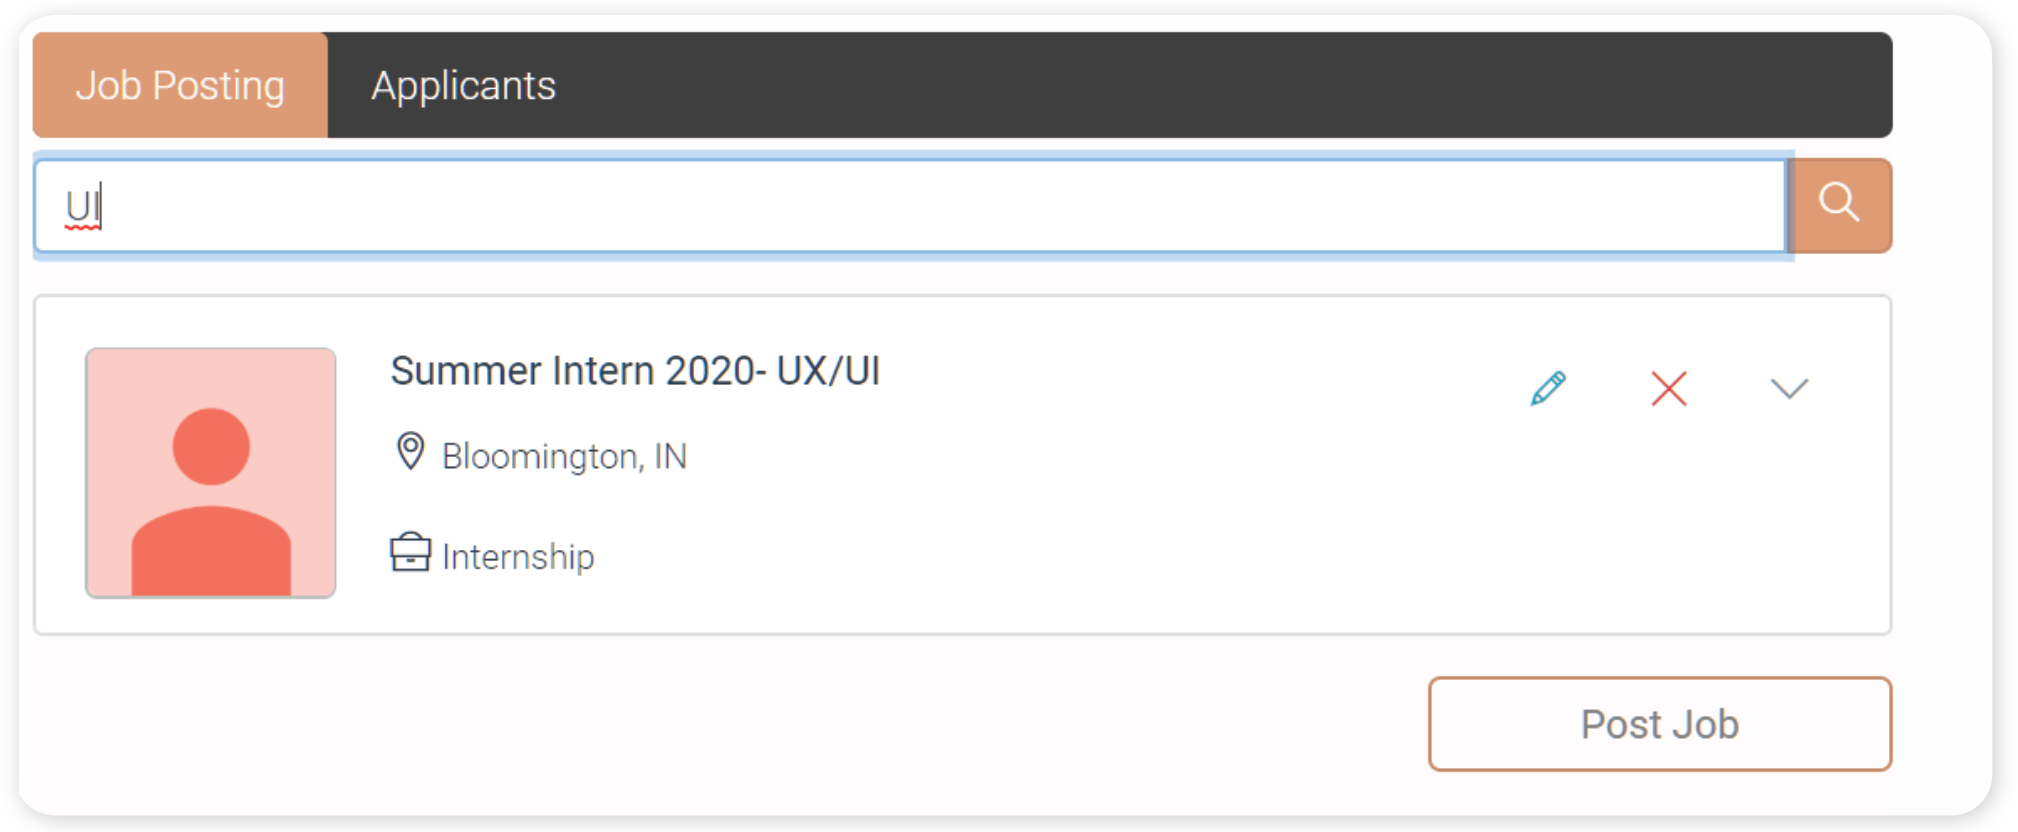 Job Posting Applicants
UI
Summer Intern 2020- UX/UI
Bloomington, IN
Internship
Post Job